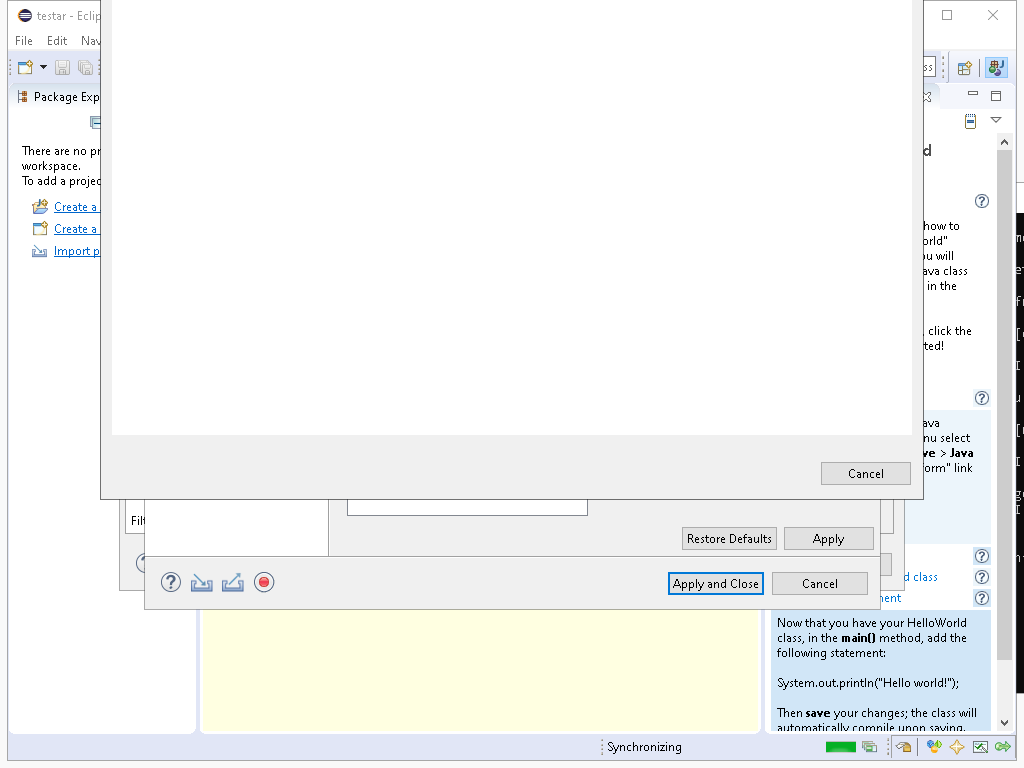 testar - Eclip
File Edit Nav
Package Exp
There are no pr
workspace.
To add a projec
Create a
Create a
Import p
ss
d
how to
orld"
ou will
ava class
in the
click the
ted!
ava
nu select
ve > Java
form" link
d class
ment
Cancel
Filt
Restore Defaults
Apply
Apply and Close
Cancel
Now that you have your HelloWorld
class, in the main() method, add the
following statement:
System.out.println("Hello world!");
Then save your changes; the class will
automatically compile upon saving.
Synchronizing